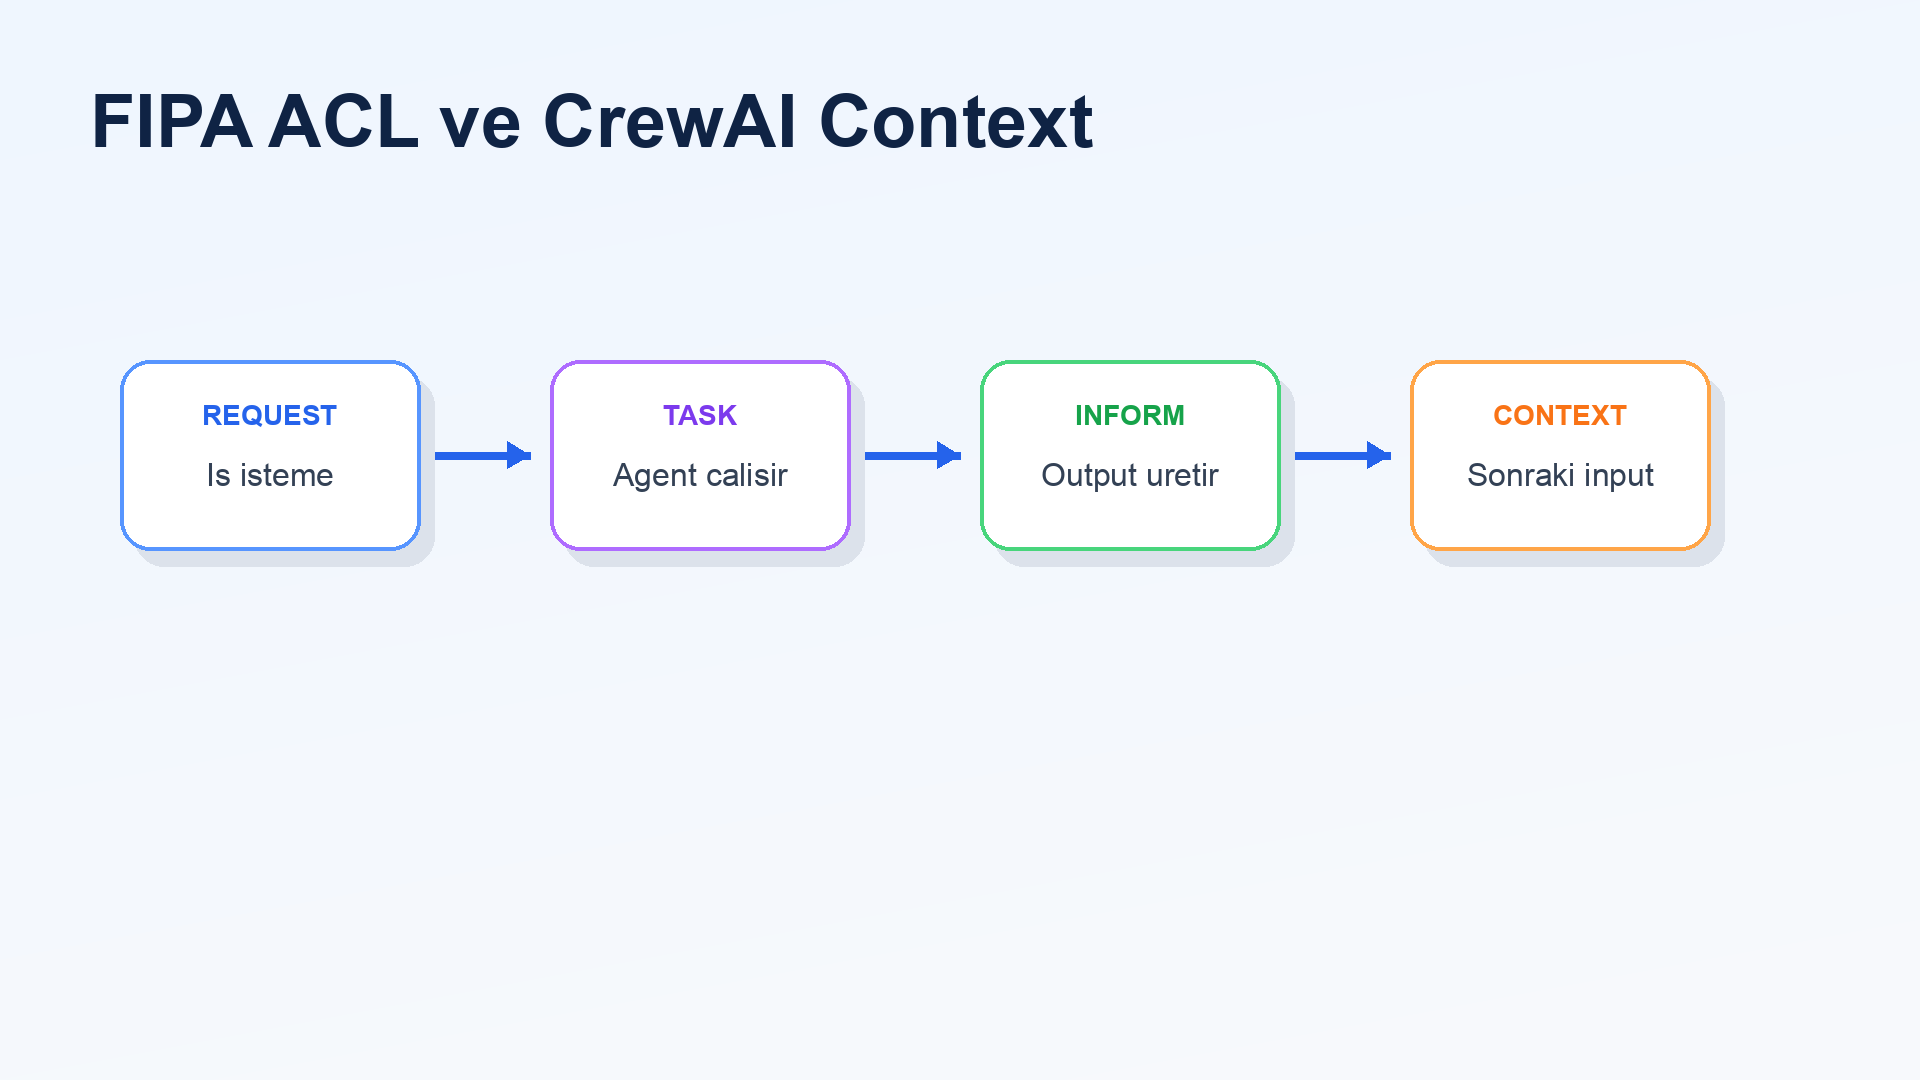 FIPA ACL ve CrewAI Context
REQUEST
Is isteme
TASK
Agent calisir
INFORM
Output uretir
CONTEXT
Sonraki input